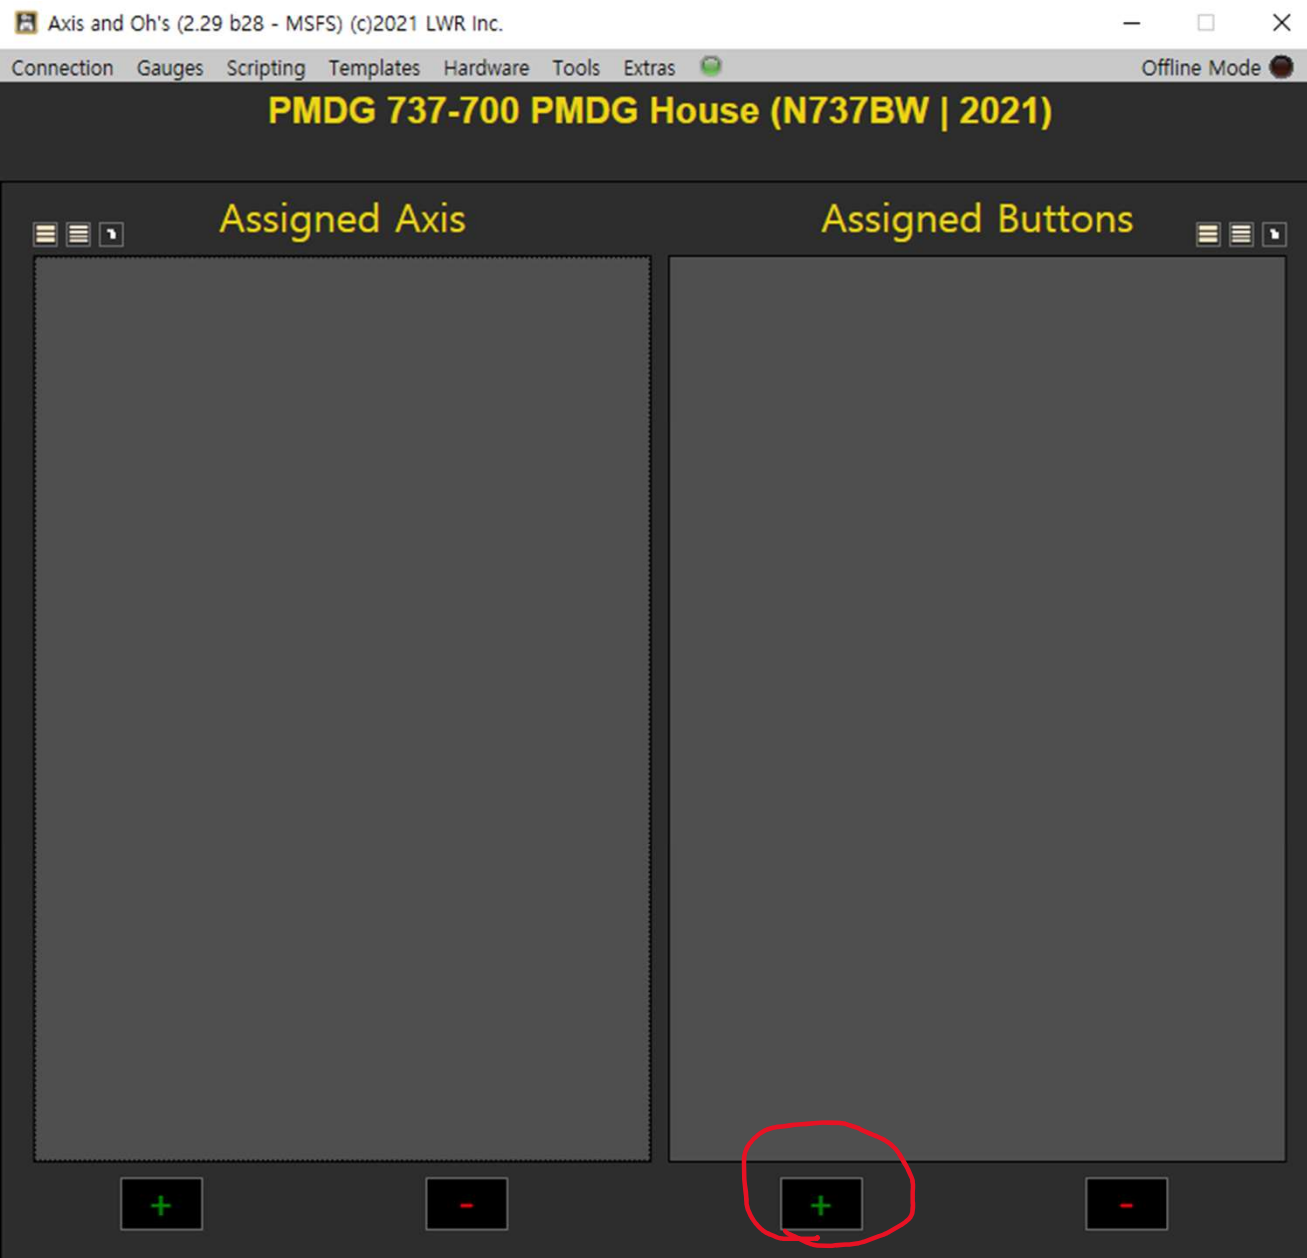 Axis and Oh's (2.29 b28 - MSFS) (c)2021 LWR Inc.
Connection Gauges Scripting Templates Hardware Tools Extras Offline Mode
PMDG 737-700 PMDG House (N737BW | 2021)
Assigned Axis Assigned Buttons
+ - + -